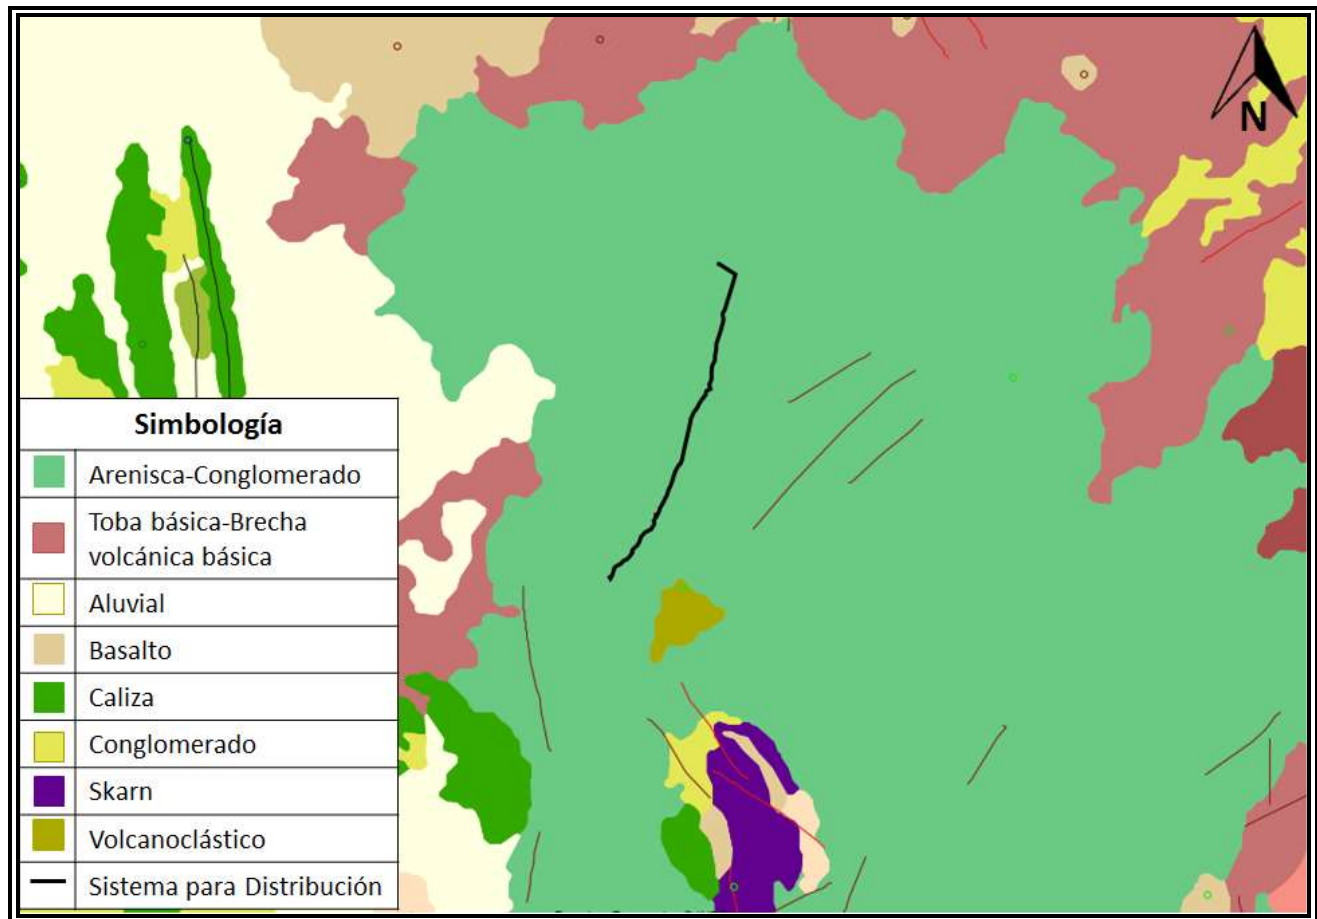 N
Simbología
Arenisca-Conglomerado
Toba básica-Brecha
volcánica básica
Aluvial
Basalto
Caliza
Conglomerado
Skarn
Volcanoclástico
Sistema para Distribución